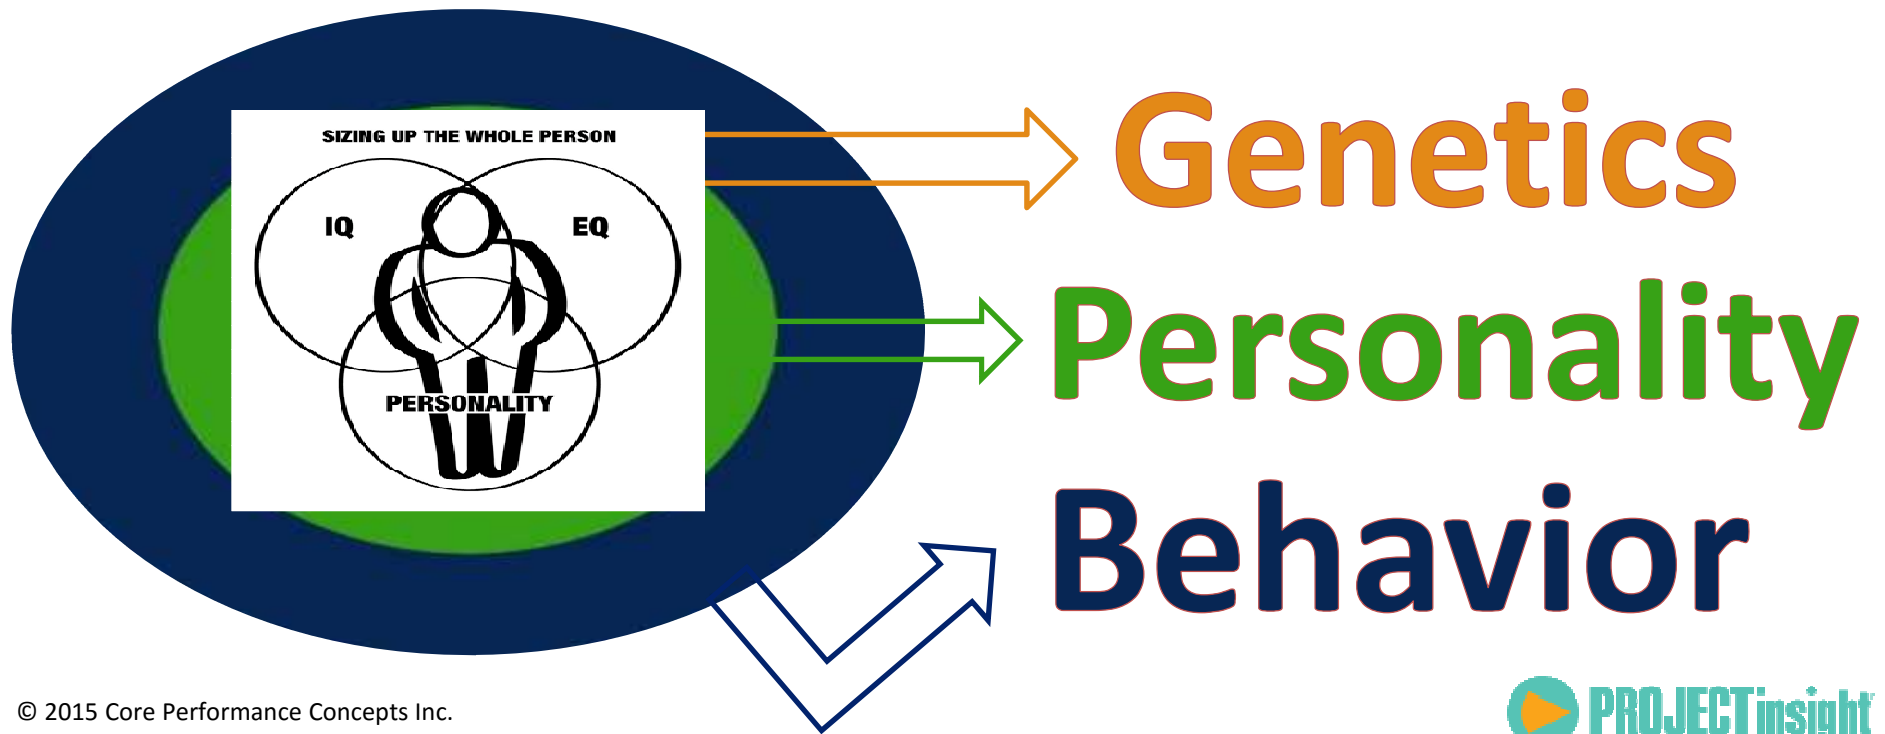 SIZING UP THE WHOLE PERSON
IQ
EQ
PERSONALITY
Genetics
Personality
Behavior
© 2015 Core Performance Concepts Inc.
PROJECTinsight